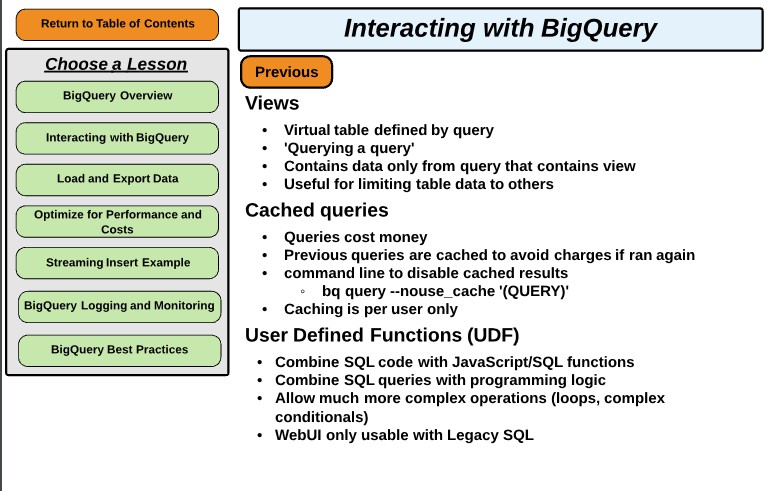 Return to Table of Contents
Choose a Lesson
BigQuery Overview
Interacting with BigQuery
Load and Export Data
Optimize for Performance and
Costs
Streaming Insert Example
BigQuery Logging and Monitoring
BigQuery Best Practices
Interacting with BigQuery
Previous
Views
• Virtual table defined by query
• 'Querying a query'
• Contains data only from query that contains view
• Useful for limiting table data to others
Cached queries
• Queries cost money
• Previous queries are cached to avoid charges if ran again
• command line to disable cached results
◦ bq query --nouse_cache '(QUERY)'
• Caching is per user only
User Defined Functions (UDF)
• Combine SQL code with JavaScript/SQL functions
• Combine SQL queries with programming logic
• Allow much more complex operations (loops, complex
conditionals)
• WebUI only usable with Legacy SQL